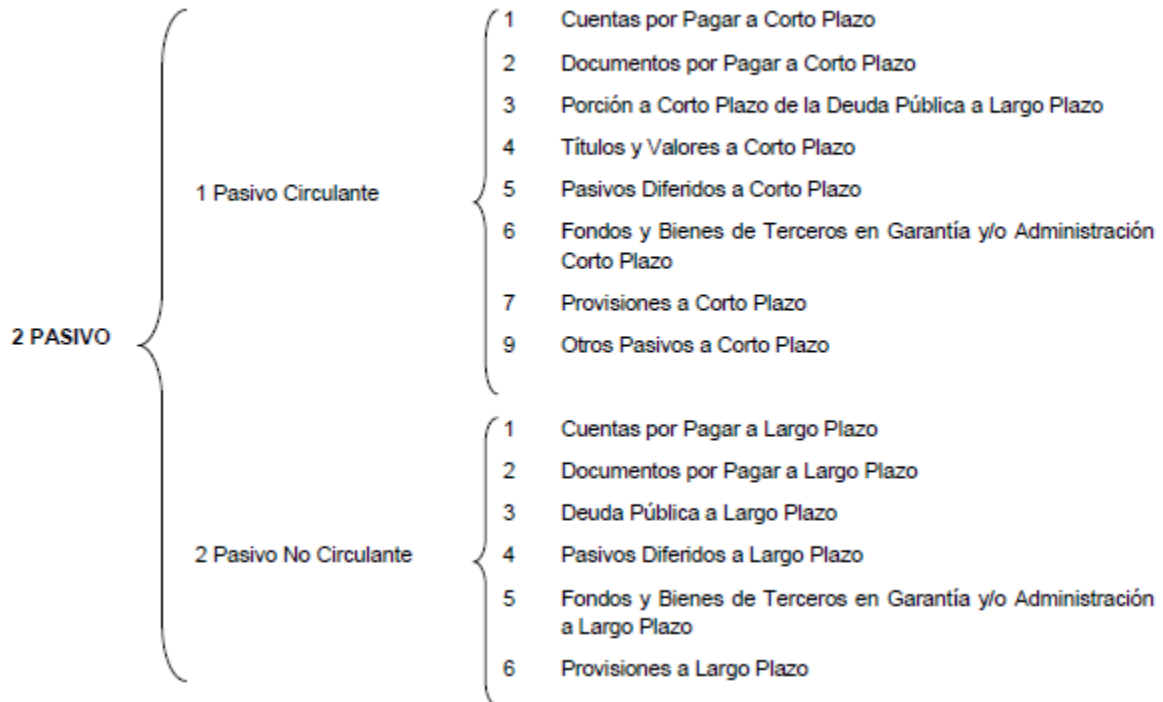 2 PASIVO
1 Pasivo Circulante
1 Cuentas por Pagar a Corto Plazo
2 Documentos por Pagar a Corto Plazo
3 Porción a Corto Plazo de la Deuda Pública a Largo Plazo
4 Títulos y Valores a Corto Plazo
5 Pasivos Diferidos a Corto Plazo
6 Fondos y Bienes de Terceros en Garantía y/o Administración
Corto Plazo
7 Provisiones a Corto Plazo
9 Otros Pasivos a Corto Plazo
2 Pasivo No Circulante
1 Cuentas por Pagar a Largo Plazo
2 Documentos por Pagar a Largo Plazo
3 Deuda Pública a Largo Plazo
4 Pasivos Diferidos a Largo Plazo
5 Fondos y Bienes de Terceros en Garantía y/o Administración
a Largo Plazo
6 Provisiones a Largo Plazo